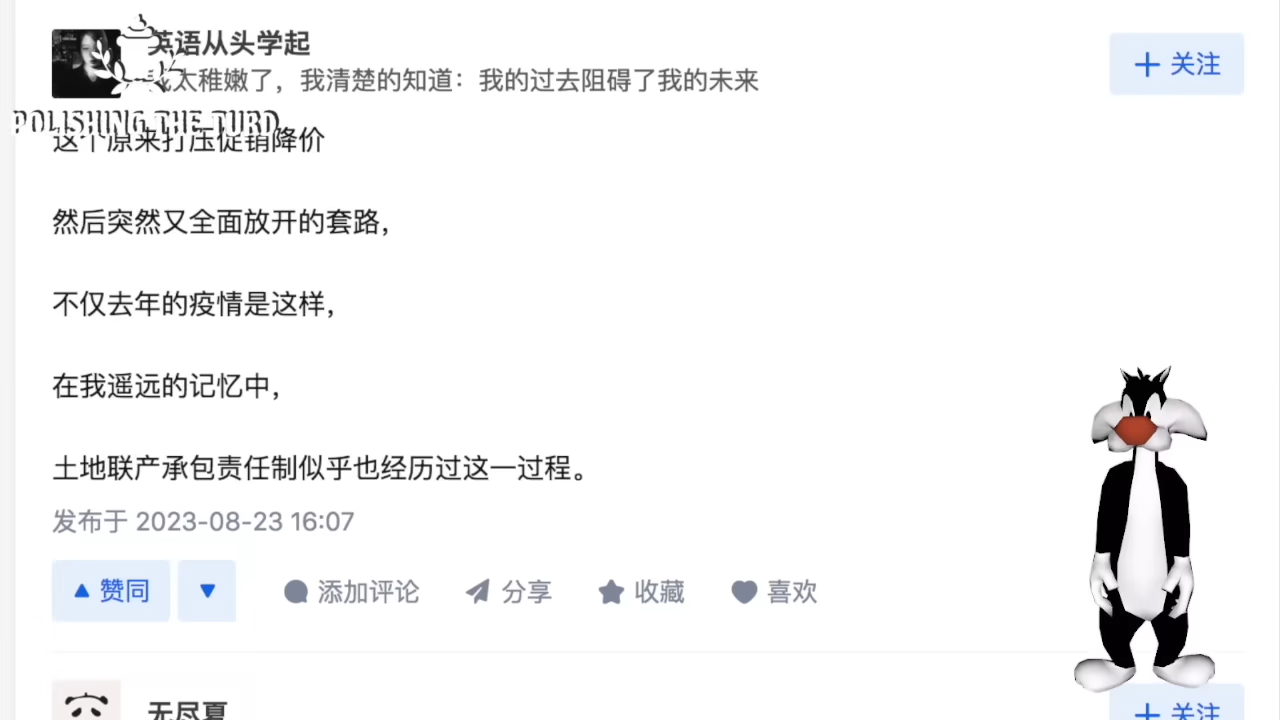 英语从头学起
太稚嫩了，我清楚的知道：我的过去阻碍了我的未来
关注
POLISHING THE TURD
这个原来打压促销降价
然后突然又全面放开的套路，
不仅去年的疫情是这样，
在我遥远的记忆中，
土地联产承包责任制似乎也经历过这一过程。
发布于 2023-08-23 16:07
赞同
添加评论
分享
收藏
喜欢
无尽夏
关注